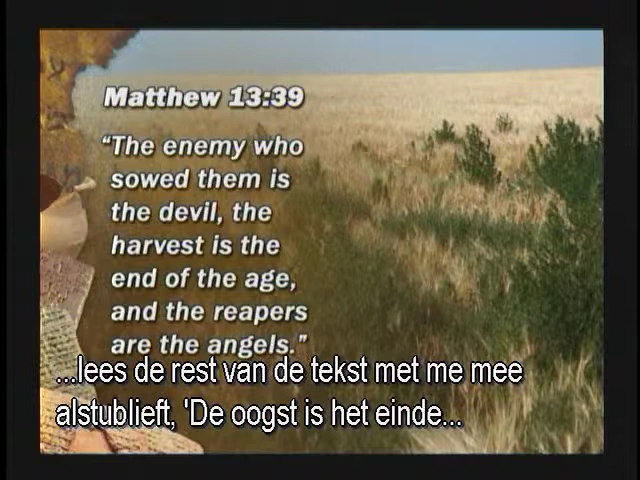 Matthew 13:39
“The enemy who
sowed them is
the devil, the
harvest is the
end of the age,
and the reapers
are the angels.”
...lees de rest van de tekst met me mee
alstublieft, 'De oogst is het einde...